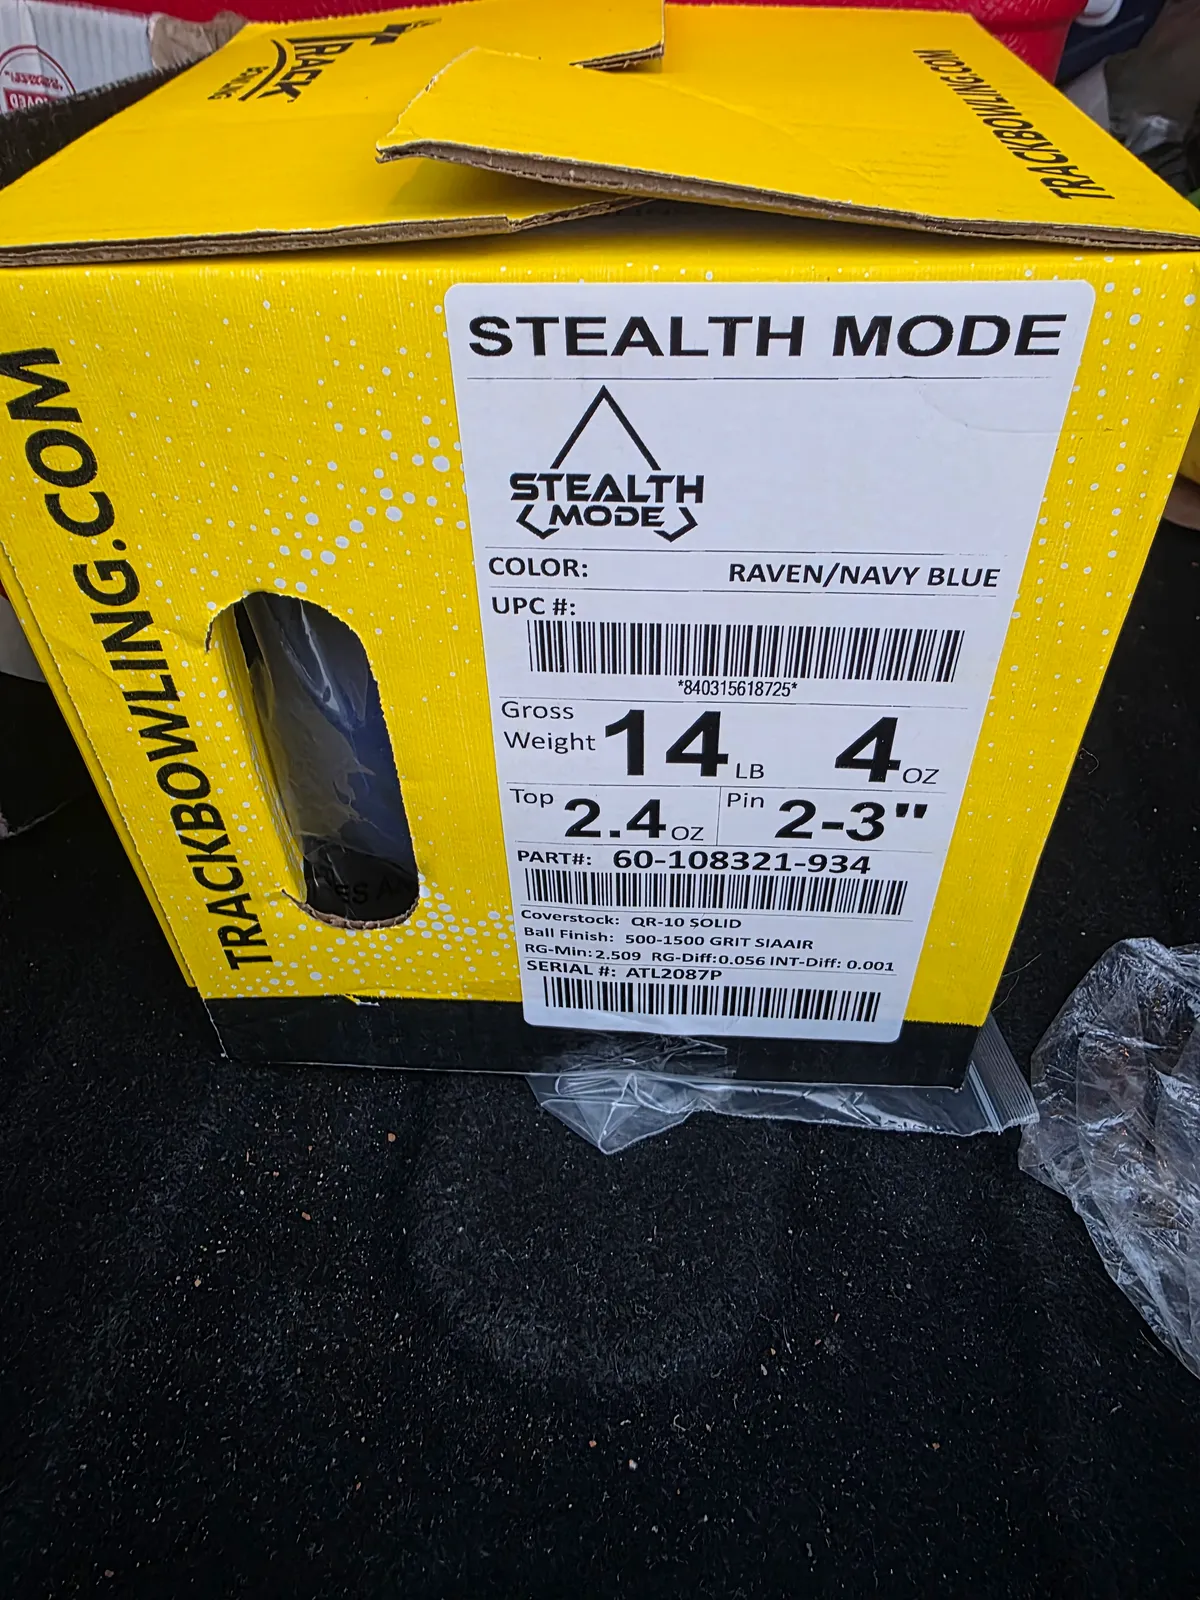 TRACK
BOWLING
TRACKBOWLING.COM
TRACKBOWLING.COM
STEALTH MODE
STEALTH
MODE
COLOR: RAVEN/NAVY BLUE
UPC #:
*840315618725*
Gross
Weight 14 LB 4 OZ
Top 2.4 OZ Pin 2-3"
PART#: 60-108321-934
Coverstock: QR-10 SOLID
Ball Finish: 500-1500 GRIT SIAAIR
RG-Min: 2.509 RG-Diff:0.056 INT-Diff: 0.001
SERIAL #: ATL2087P